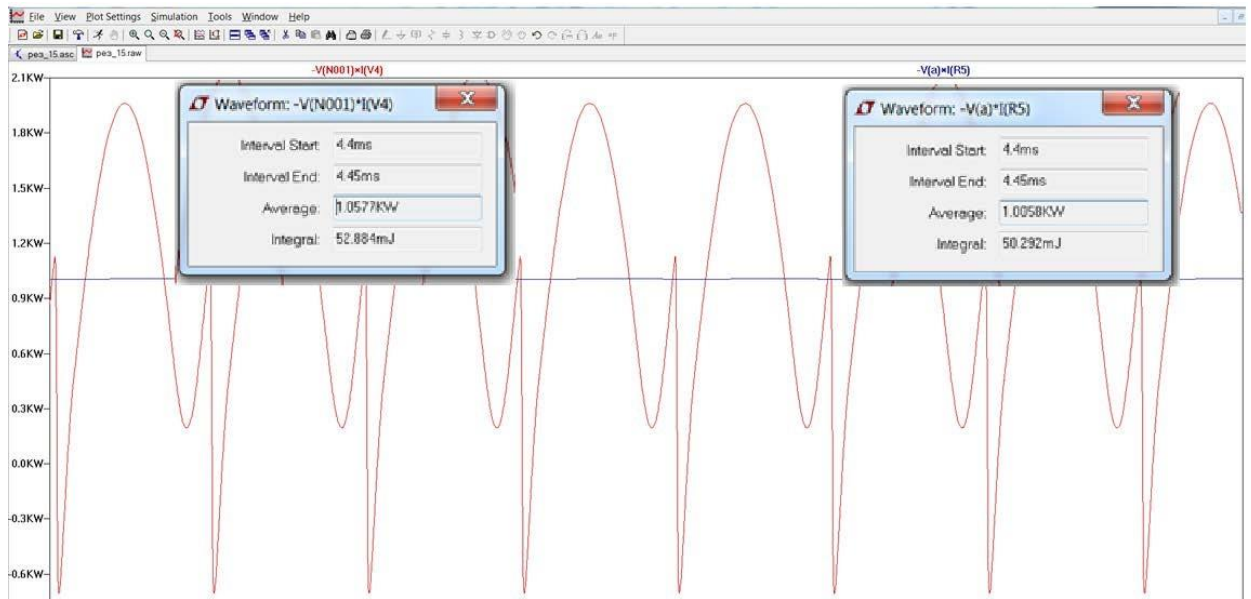 File View Plot Settings Simulation Tools Window Help
рез_15.asc рез_15.raw
-V(N001)*I(V4) -V(a)*I(R5)
2.1KW
1.8KW
1.5KW
1.2KW
0.9KW
0.6KW
0.3KW
0.0KW
-0.3KW
-0.6KW
Waveform: -V(N001)*I(V4)
Interval Start: 4.4ms
Interval End: 4.45ms
Average: 1.0577KW
Integral: 52.884mJ
Waveform: -V(a)*I(R5)
Interval Start: 4.4ms
Interval End: 4.45ms
Average: 1.0058KW
Integral: 50.292mJ